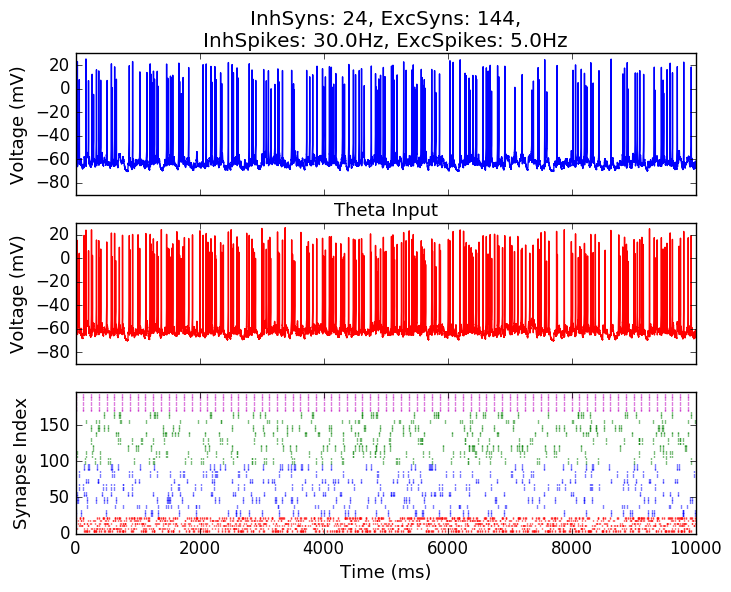 InhSyns: 24, ExcSyns: 144,
InhSpikes: 30.0Hz, ExcSpikes: 5.0Hz
Voltage (mV)
20
0
−20
−40
−60
−80
Theta Input
Voltage (mV)
20
0
−20
−40
−60
−80
Synapse Index
150
100
50
0
0 2000 4000 6000 8000 10000
Time (ms)